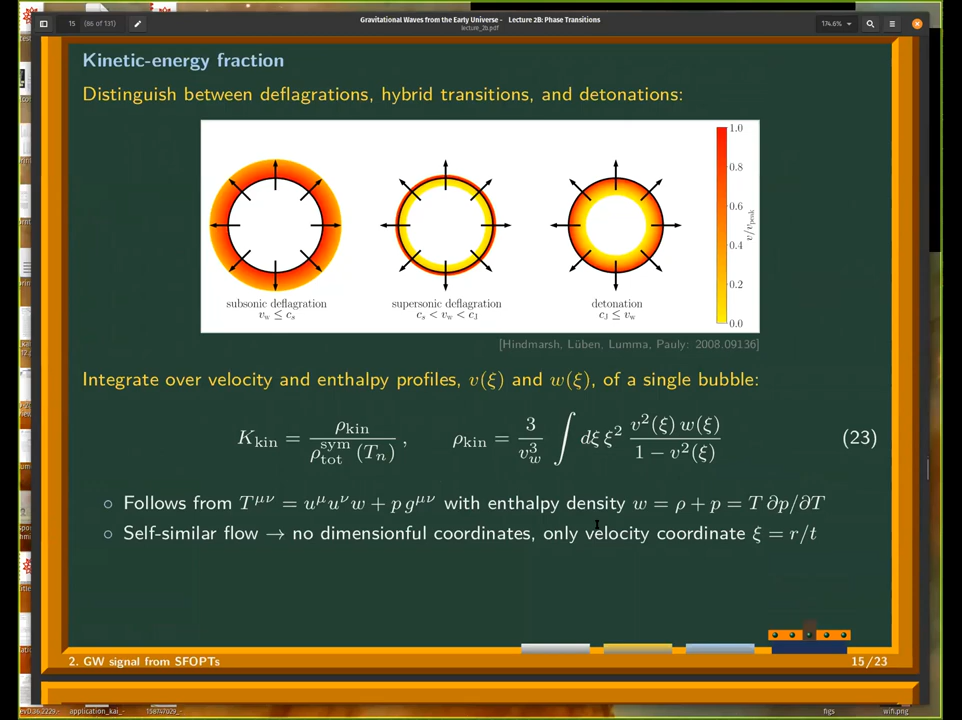 Gravitational Waves from the Early Universe - Lecture 2B: Phase Transitions
lecture_2b.pdf
15 (86 of 131)
174.6%
Kinetic-energy fraction
Distinguish between deflagrations, hybrid transitions, and detonations:
subsonic deflagration
v_w ≤ c_s
supersonic deflagration
c_s < v_w < c_J
detonation
c_J ≤ v_w
1.0
0.8
0.6
0.4
0.2
0.0
v/v_peak
[Hindmarsh, Lüben, Lumma, Pauly: 2008.09136]
Integrate over velocity and enthalpy profiles, v(ξ) and w(ξ), of a single bubble:
K_kin = ρ_kin / ρ_tot^sym (T_n) , ρ_kin = 3 / v_w^3 ∫ dξ ξ^2 v^2(ξ) w(ξ) / 1 − v^2(ξ) (23)
○ Follows from T^μν = u^μ u^ν w + p g^μν with enthalpy density w = ρ + p = T ∂p/∂T
○ Self-similar flow → no dimensionful coordinates, only velocity coordinate ξ = r/t
2. GW signal from SFOPTs
15/23
application_kai_-
158747029_-
figs
wifi.png